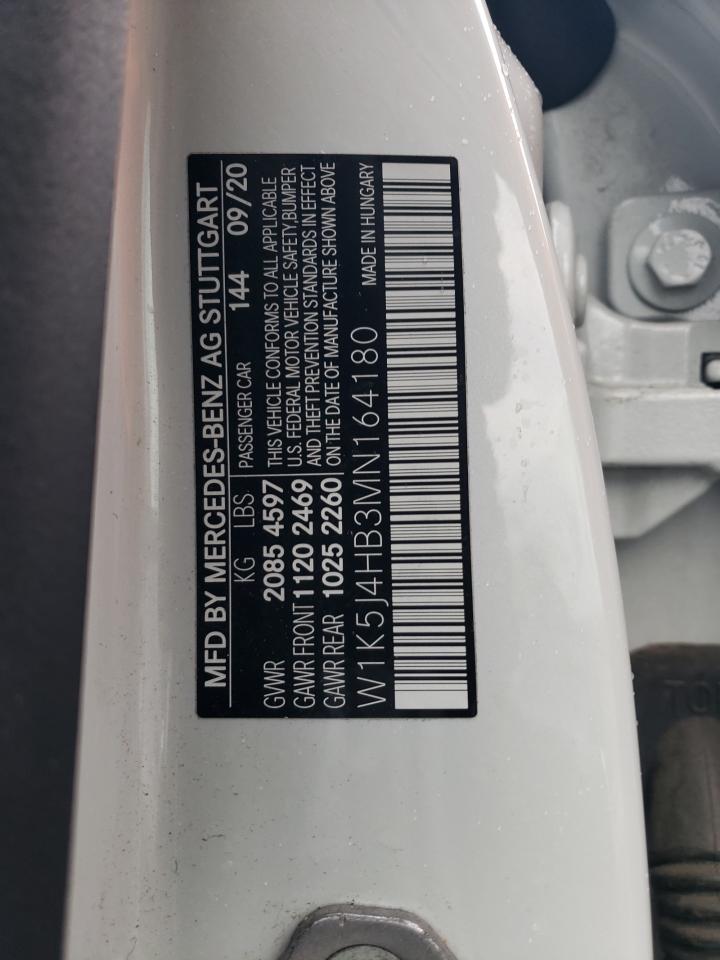 MFD BY MERCEDES-BENZ AG STUTTGART
KG LBS PASSENGER CAR 144 09/20
GVWR 2085 4597
GAWR FRONT 1120 2469
GAWR REAR 1025 2260
THIS VEHICLE CONFORMS TO ALL APPLICABLE
U.S. FEDERAL MOTOR VEHICLE SAFETY,BUMPER
AND THEFT PREVENTION STANDARDS IN EFFECT
ON THE DATE OF MANUFACTURE SHOWN ABOVE
W1K5J4HB3MN164180 MADE IN HUNGARY